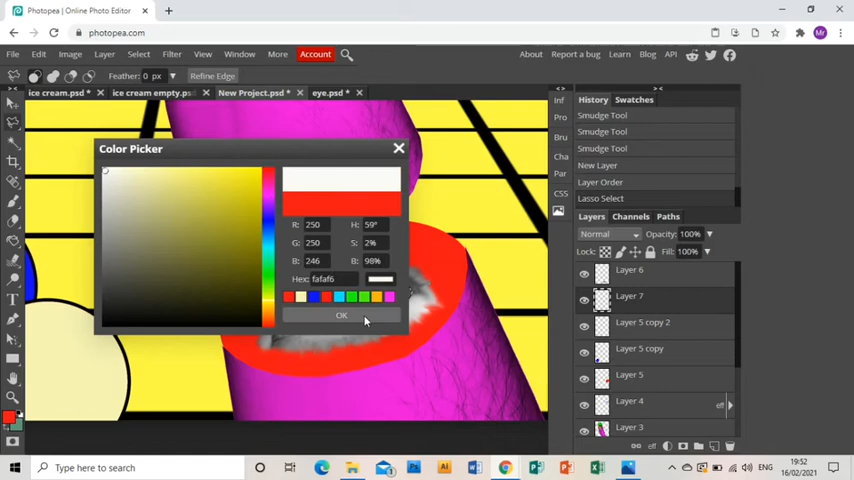 Photopea | Online Photo Editor
photopea.com
Mr
File Edit Image Layer Select Filter View Window More Account
About Report a bug Learn Blog API
Feather: 0 px Refine Edge
ice cream.psd * ice cream empty.psd New Project.psd * eye.psd *
Inf
Pro
Bru
Cha
Par
CSS
History Swatches
Smudge Tool
Smudge Tool
Smudge Tool
New Layer
Layer Order
Lasso Select
Layers Channels Paths
Normal Opacity: 100%
Lock: Fill: 100%
Layer 6
Layer 7
Layer 5 copy 2
Layer 5 copy
Layer 5
Layer 4 eff
Layer 3
eff
Color Picker
R: 250 H: 59°
G: 250 S: 2%
B: 246 B: 98%
Hex: fafaf6
OK
Type here to search
Ps Ai
ENG
19:52
16/02/2021